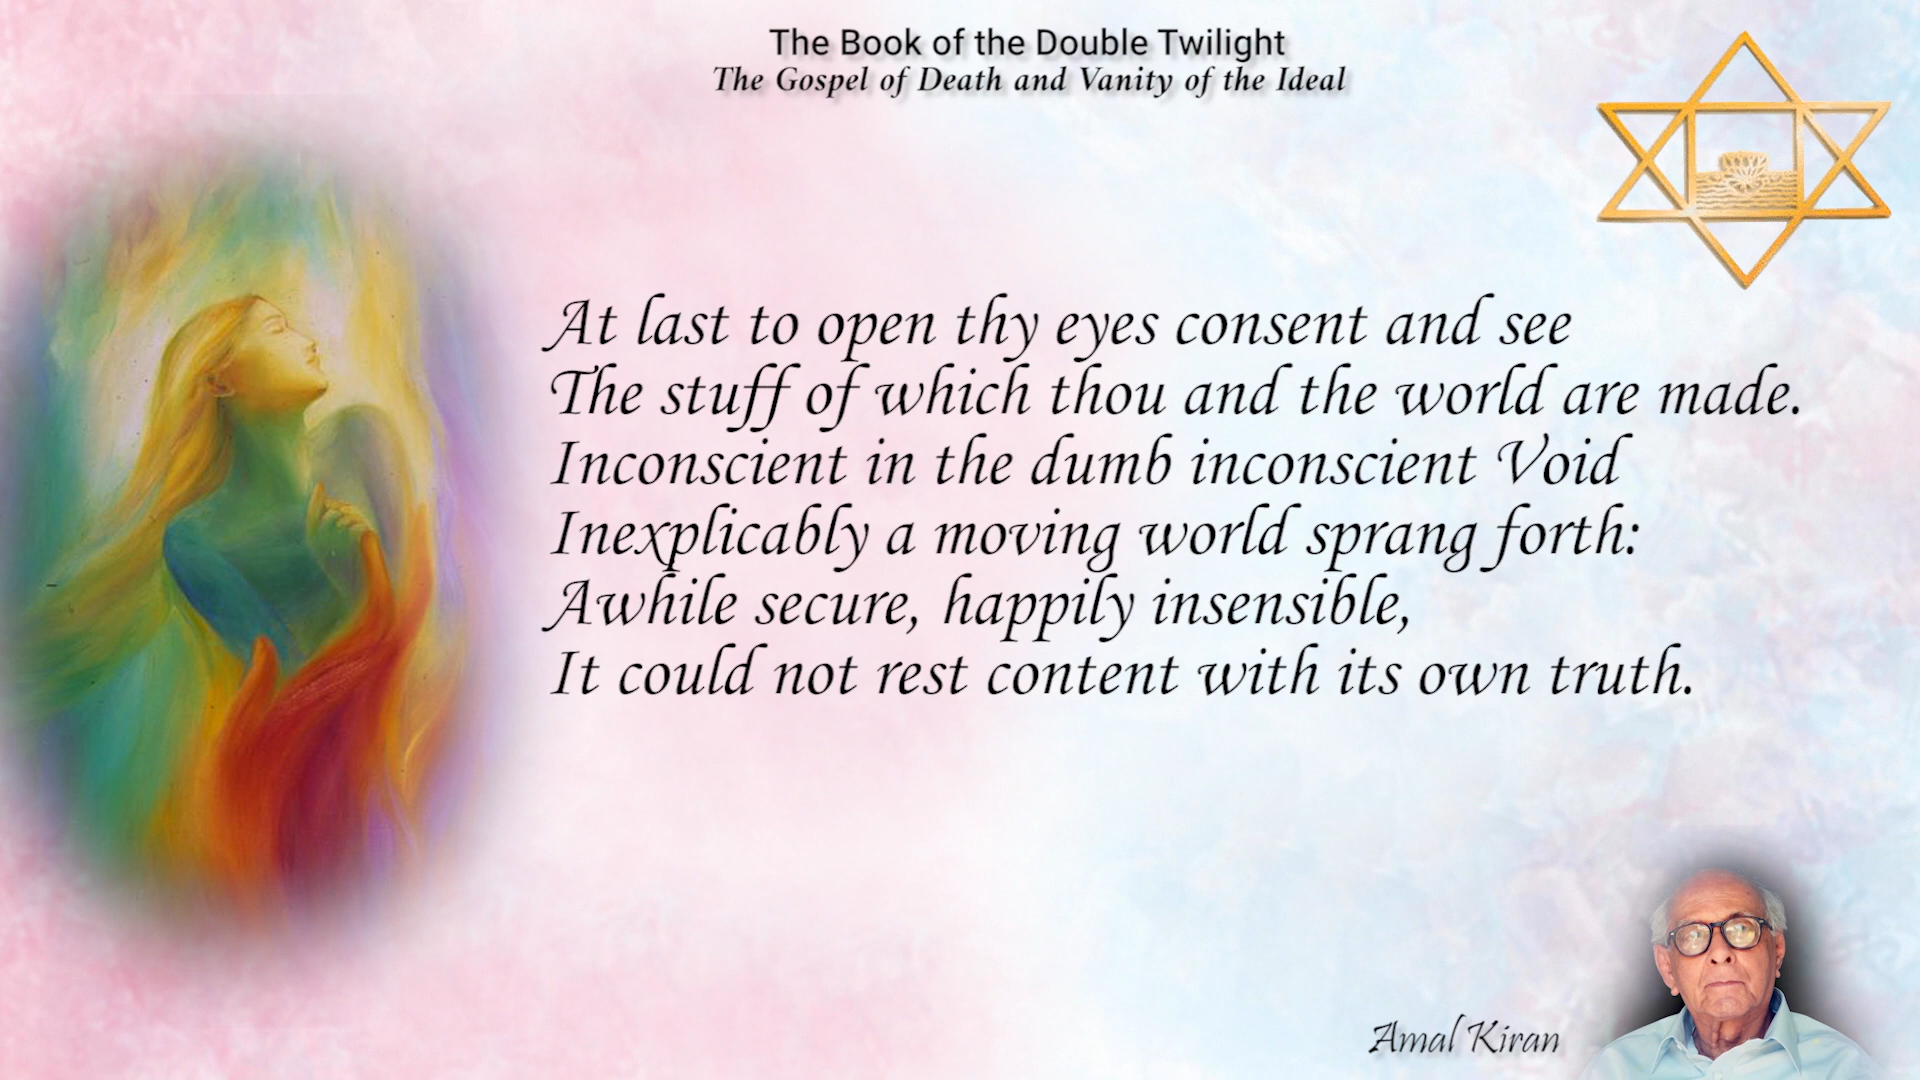 The Book of the Double Twilight
The Gospel of Death and Vanity of the Ideal
At last to open thy eyes consent and see
The stuff of which thou and the world are made.
Inconscient in the dumb inconscient Void
Inexplicably a moving world sprang forth:
Awhile secure, happily insensible,
It could not rest content with its own truth.
Amal Kiran